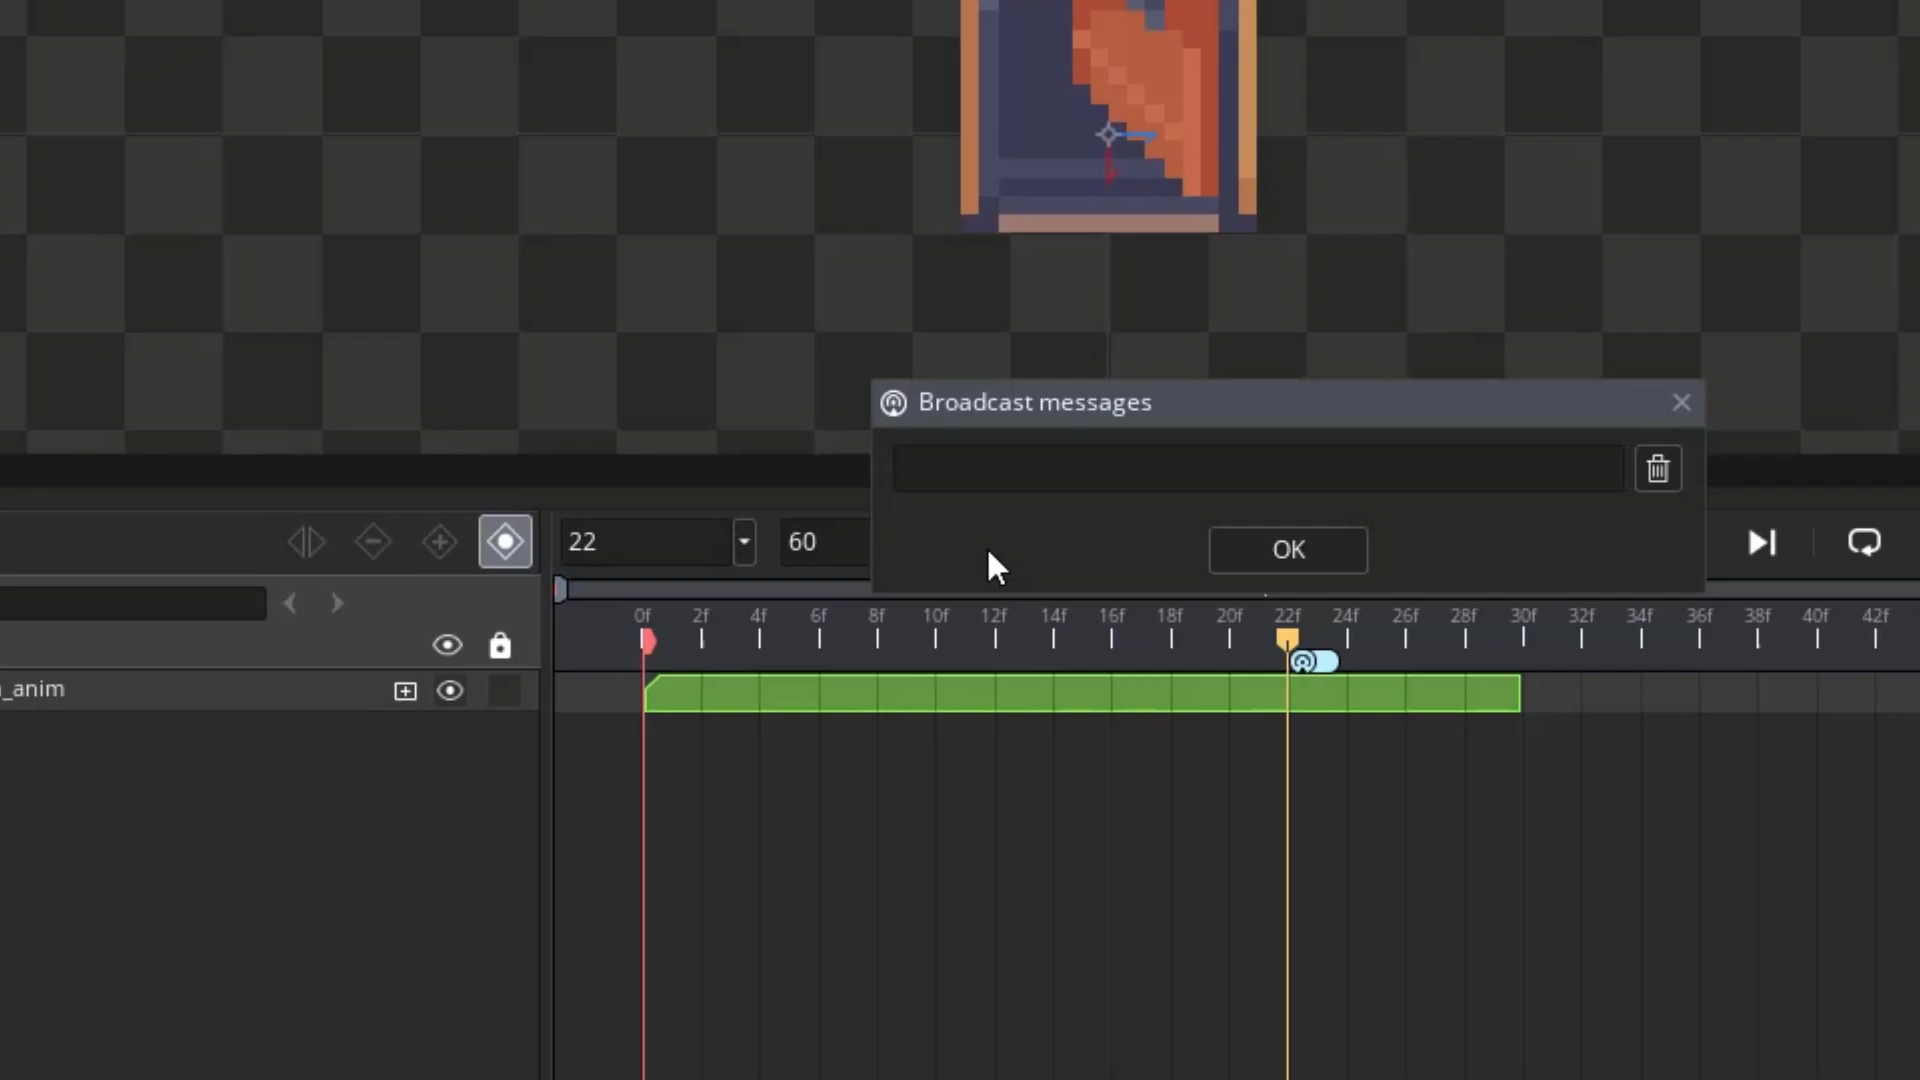 Broadcast messages
OK
22
60
0f 2f 4f 6f 8f 10f 12f 14f 16f 18f 20f 22f 24f 26f 28f 30f 32f 34f 36f 38f 40f 42f
_anim